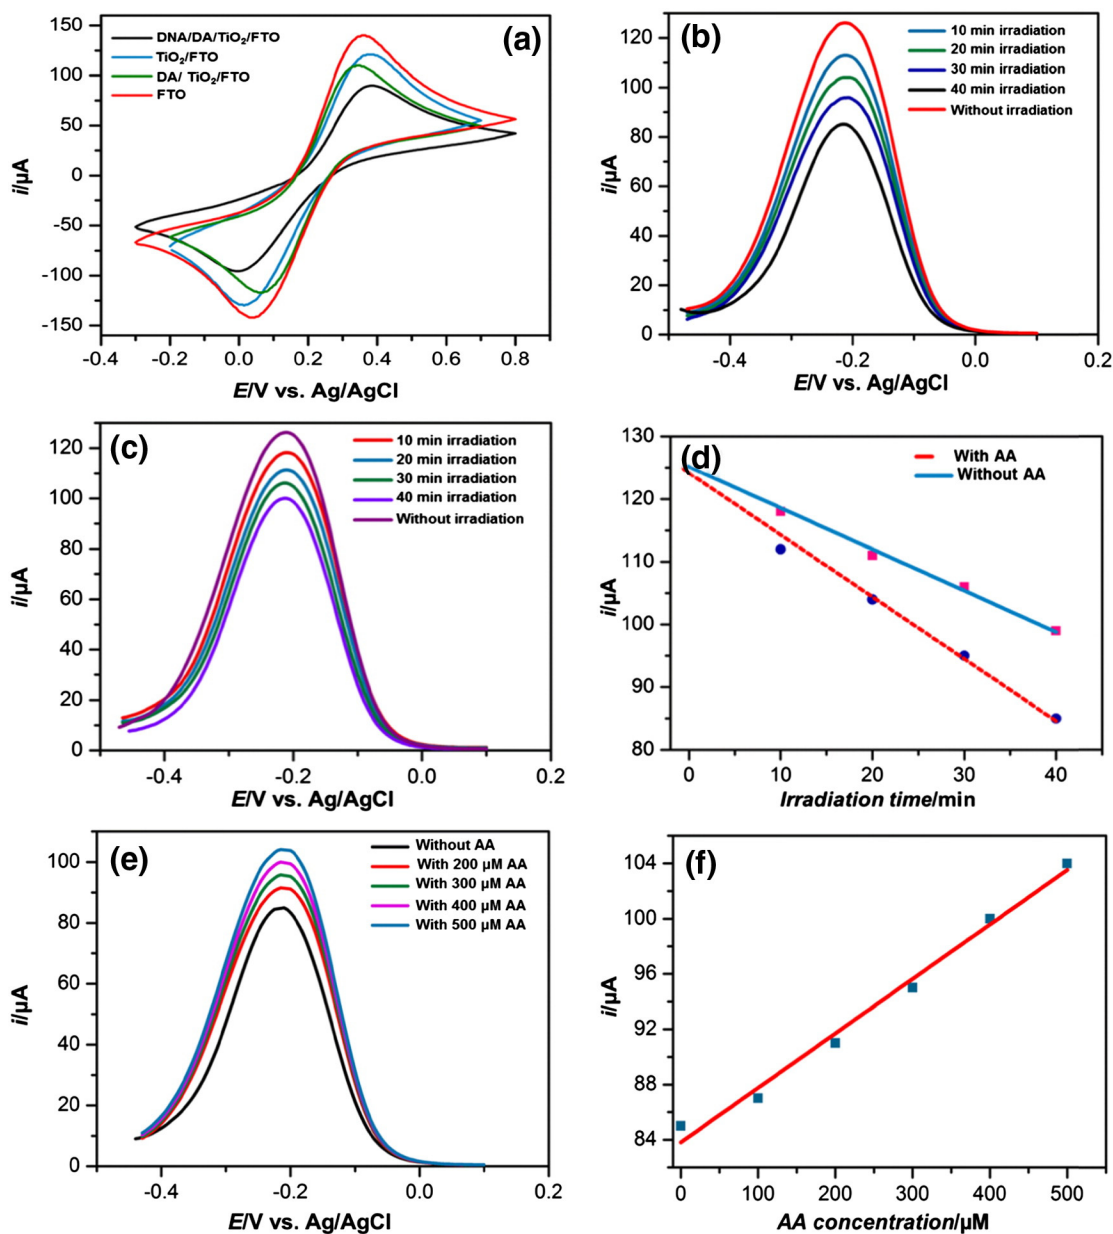 (a)
DNA/DA/TiO₂/FTO
TiO₂/FTO
DA/ TiO₂/FTO
FTO
150
100
50
0
-50
-100
-150
i/µA
-0.4
-0.2
0.0
0.2
0.4
0.6
0.8
E/V vs. Ag/AgCl
(b)
10 min irradiation
20 min irradiation
30 min irradiation
40 min irradiation
Without irradiation
120
100
80
60
40
20
0
i/µA
-0.4
-0.2
0.0
0.2
E/V vs. Ag/AgCl
(c)
10 min irradiation
20 min irradiation
30 min irradiation
40 min irradiation
Without irradiation
120
100
80
60
40
20
0
i/µA
-0.4
-0.2
0.0
0.2
E/V vs. Ag/AgCl
(d)
With AA
Without AA
130
120
110
100
90
80
i/µA
0
10
20
30
40
Irradiation time/min
(e)
Without AA
With 200 µM AA
With 300 µM AA
With 400 µM AA
With 500 µM AA
100
80
60
40
20
0
i/µA
-0.4
-0.2
0.0
0.2
E/V vs. Ag/AgCl
(f)
104
100
96
92
88
84
i/µA
0
100
200
300
400
500
AA concentration/µM